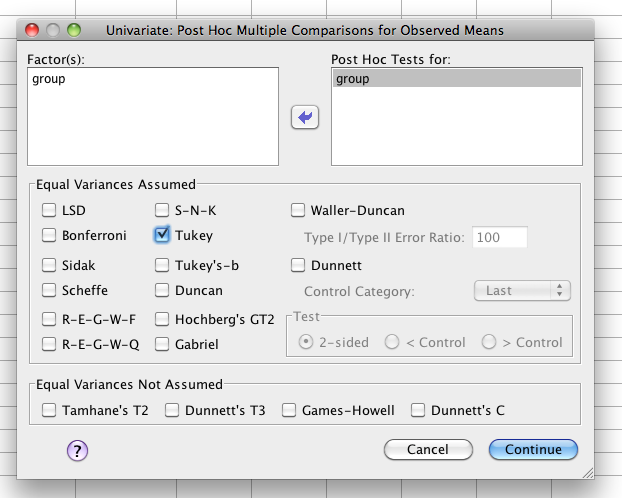 Univariate: Post Hoc Multiple Comparisons for Observed Means
Factor(s):
group
Post Hoc Tests for:
group
Equal Variances Assumed
LSD
S-N-K
Waller-Duncan
Bonferroni
Tukey
Type I/Type II Error Ratio: 100
Sidak
Tukey's-b
Dunnett
Scheffe
Duncan
Control Category: Last
R-E-G-W-F
Hochberg's GT2
Test
R-E-G-W-Q
Gabriel
2-sided
< Control
> Control
Equal Variances Not Assumed
Tamhane's T2
Dunnett's T3
Games-Howell
Dunnett's C
?
Cancel
Continue